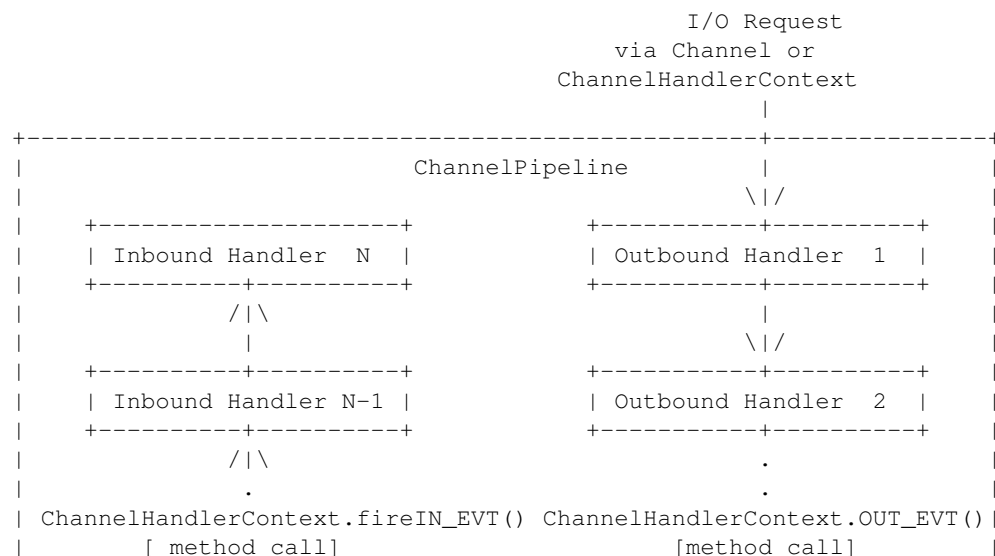 I/O Request
via Channel or
ChannelHandlerContext
ChannelPipeline
Inbound Handler N
Outbound Handler 1
Inbound Handler N-1
Outbound Handler 2
ChannelHandlerContext.fireIN_EVT() ChannelHandlerContext.OUT_EVT()
[ method call] [method call]